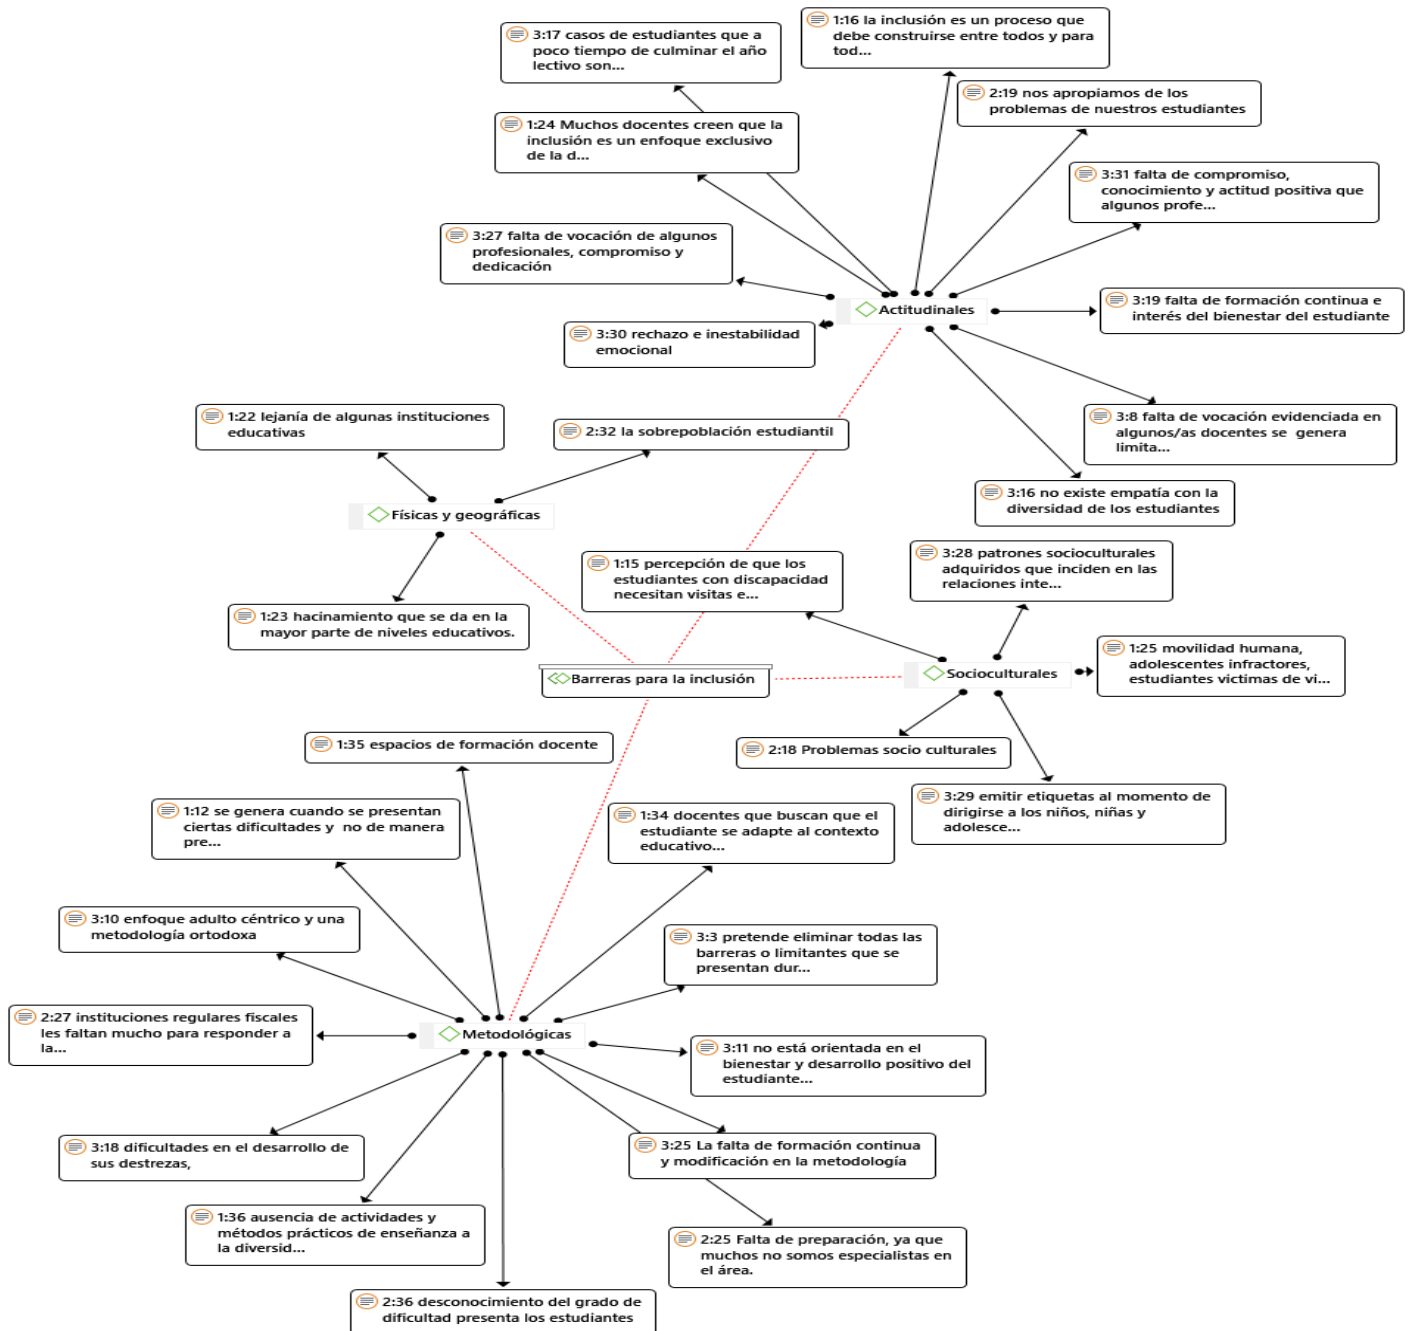 1:16 la inclusión es un proceso que
debe construirse entre todos y para
tod...
3:17 casos de estudiantes que a
poco tiempo de culminar el año
lectivo son...
2:19 nos apropiamos de los
problemas de nuestros estudiantes
1:24 Muchos docentes creen que la
inclusión es un enfoque exclusivo
de la d...
3:31 falta de compromiso,
conocimiento y actitud positiva que
algunos profe...
3:27 falta de vocación de algunos
profesionales, compromiso y
dedicación
3:19 falta de formación continua e
interés del bienestar del estudiante
Actitudinales
3:30 rechazo e inestabilidad
emocional
1:22 lejanía de algunas instituciones
educativas
2:32 la sobrepoblación estudiantil
3:8 falta de vocación evidenciada en
algunos/as docentes se  genera
limita...
3:16 no existe empatía con la
diversidad de los estudiantes
Físicas y geográficas
1:15 percepción de que los
estudiantes con discapacidad
necesitan visitas e...
3:28 patrones socioculturales
adquiridos que inciden en las
relaciones inte...
1:23 hacinamiento que se da en la
mayor parte de niveles educativos.
1:25 movilidad humana,
adolescentes infractores,
estudiantes victimas de vi...
Barreras para la inclusión
Socioculturales
1:35 espacios de formación docente
2:18 Problemas socio culturales
3:29 emitir etiquetas al momento de
dirigirse a los niños, niñas y
adolesce...
1:12 se genera cuando se presentan
ciertas dificultades y  no de manera
pre...
1:34 docentes que buscan que el
estudiante se adapte al contexto
educativo...
3:10 enfoque adulto céntrico y una
metodología ortodoxa
3:3 pretende eliminar todas las
barreras o limitantes que se
presentan dur...
2:27 instituciones regulares fiscales
les faltan mucho para responder a
la...
Metodológicas
3:11 no está orientada en el
bienestar y desarrollo positivo del
estudiante...
3:18 dificultades en el desarrollo de
sus destrezas,
3:25 La falta de formación continua
y modificación en la metodología
1:36 ausencia de actividades y
métodos prácticos de enseñanza a
la diversid...
2:25 Falta de preparación, ya que
muchos no somos especialistas en
el área.
2:36 desconocimiento del grado de
dificultad presenta los estudiantes